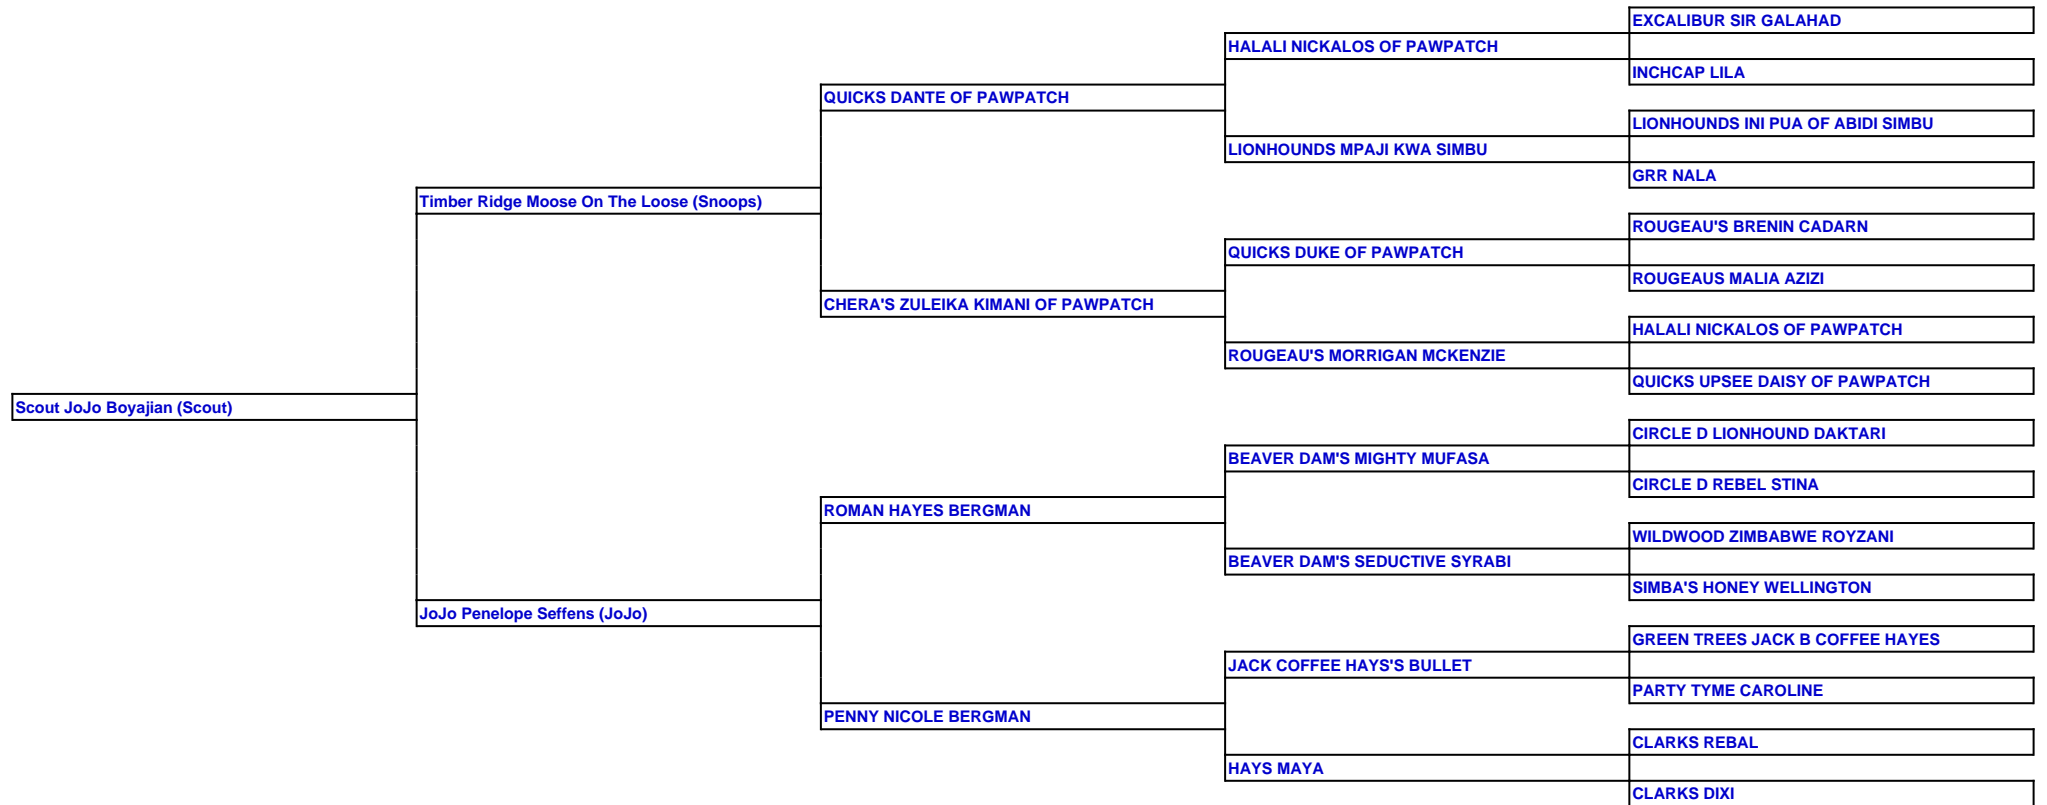 EXCALIBUR SIR GALAHAD
HALALI NICKALOS OF PAWPATCH
INCHCAP LILA
QUICKS DANTE OF PAWPATCH
LIONHOUNDS INI PUA OF ABIDI SIMBU
LIONHOUNDS MPAJI KWA SIMBU
GRR NALA
Timber Ridge Moose On The Loose (Snoops)
ROUGEAU'S BRENIN CADARN
QUICKS DUKE OF PAWPATCH
ROUGEAUS MALIA AZIZI
CHERA'S ZULEIKA KIMANI OF PAWPATCH
HALALI NICKALOS OF PAWPATCH
ROUGEAU'S MORRIGAN MCKENZIE
QUICKS UPSEE DAISY OF PAWPATCH
Scout JoJo Boyajian (Scout)
CIRCLE D LIONHOUND DAKTARI
BEAVER DAM'S MIGHTY MUFASA
CIRCLE D REBEL STINA
ROMAN HAYES BERGMAN
WILDWOOD ZIMBABWE ROYZANI
BEAVER DAM'S SEDUCTIVE SYRABI
SIMBA'S HONEY WELLINGTON
JoJo Penelope Seffens (JoJo)
GREEN TREES JACK B COFFEE HAYES
JACK COFFEE HAYS'S BULLET
PARTY TYME CAROLINE
PENNY NICOLE BERGMAN
CLARKS REBAL
HAYS MAYA
CLARKS DIXI